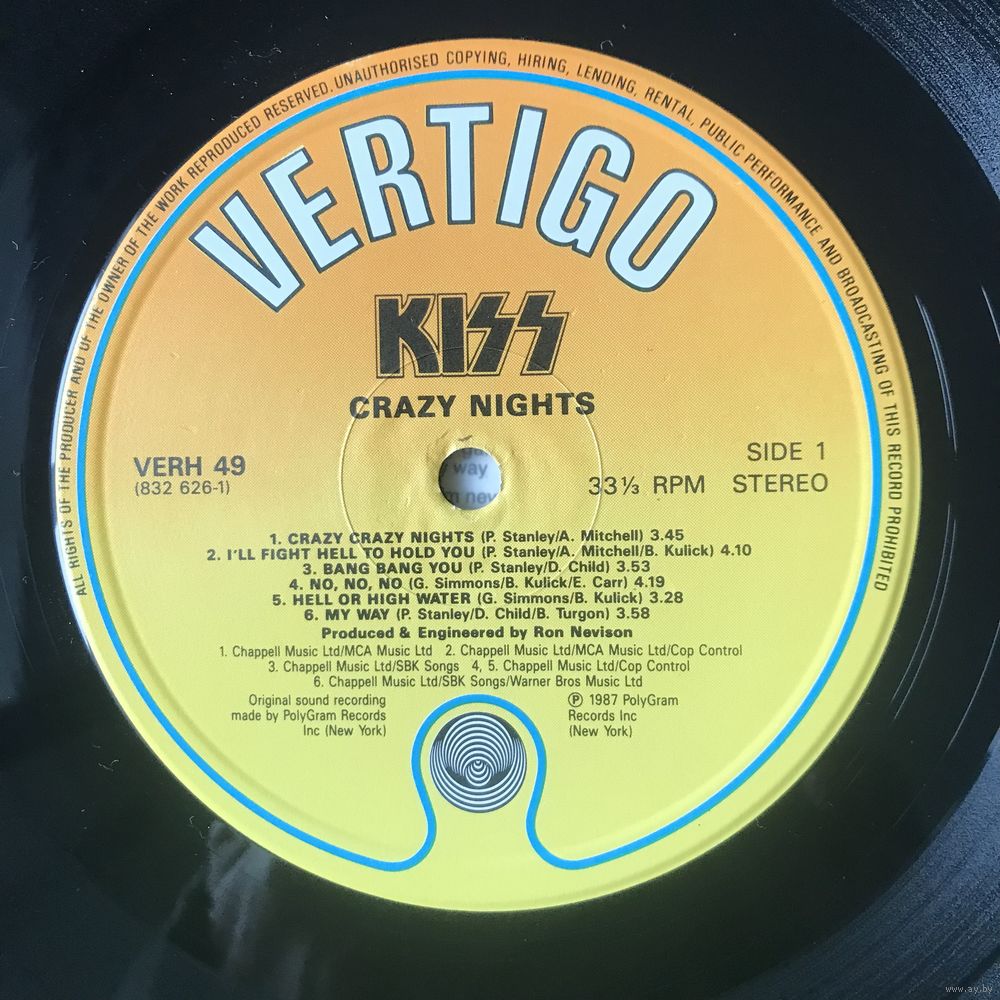 ALL RIGHTS OF THE PRODUCER AND OF THE OWNER OF THE WORK REPRODUCED RESERVED. UNAUTHORISED COPYING, HIRING, LENDING, RENTAL, PUBLIC PERFORMANCE AND BROADCASTING OF THIS RECORD PROHIBITED
VERTIGO
KISS
CRAZY NIGHTS
VERH 49
(832 626-1)
SIDE 1
33⅓ RPM STEREO
way
1. CRAZY CRAZY NIGHTS (P. Stanley/A. Mitchell) 3.45
2. I'LL FIGHT HELL TO HOLD YOU (P. Stanley/A. Mitchell/B. Kulick) 4.10
3. BANG BANG YOU (P. Stanley/D. Child) 3.53
4. NO, NO, NO (G. Simmons/B. Kulick/E. Carr) 4.19
5. HELL OR HIGH WATER (G. Simmons/B. Kulick) 3.28
6. MY WAY (P. Stanley/D. Child/B. Turgon) 3.58
Produced & Engineered by Ron Nevison
1. Chappell Music Ltd/MCA Music Ltd 2. Chappell Music Ltd/MCA Music Ltd/Cop Control
3. Chappell Music Ltd/SBK Songs 4, 5. Chappell Music Ltd/Cop Control
6. Chappell Music Ltd/SBK Songs/Warner Bros Music Ltd
Original sound recording
made by PolyGram Records
Inc (New York)
Ⓟ 1987 PolyGram
Records Inc
(New York)
www.ay.by